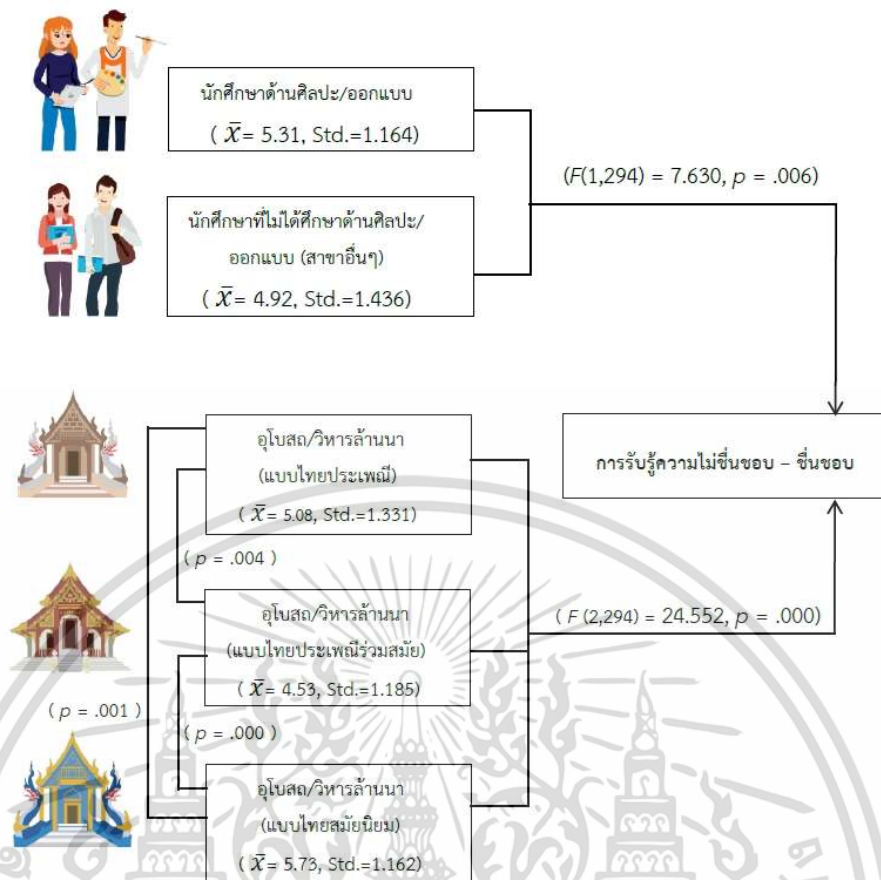 นักศึกษาด้านศิลปะ/ออกแบบ
( x̄ = 5.31, Std.=1.164)
(F(1,294) = 7.630, p = .006)
นักศึกษาที่ไม่ได้ศึกษาด้านศิลปะ/
ออกแบบ (สาขาอื่นๆ)
( x̄ = 4.92, Std.=1.436)
อุโบสถ/วิหารล้านนา
(แบบไทยประเพณี)
( x̄ = 5.08, Std.=1.331)
การรับรู้ความไม่ชื่นชอบ – ชื่นชอบ
( p = .004 )
อุโบสถ/วิหารล้านนา
(แบบไทยประเพณีร่วมสมัย)
( x̄ = 4.53, Std.=1.185)
( F (2,294) = 24.552, p = .000)
( p = .001 )
( p = .000 )
อุโบสถ/วิหารล้านนา
(แบบไทยสมัยนิยม)
( x̄ = 5.73, Std.=1.162)